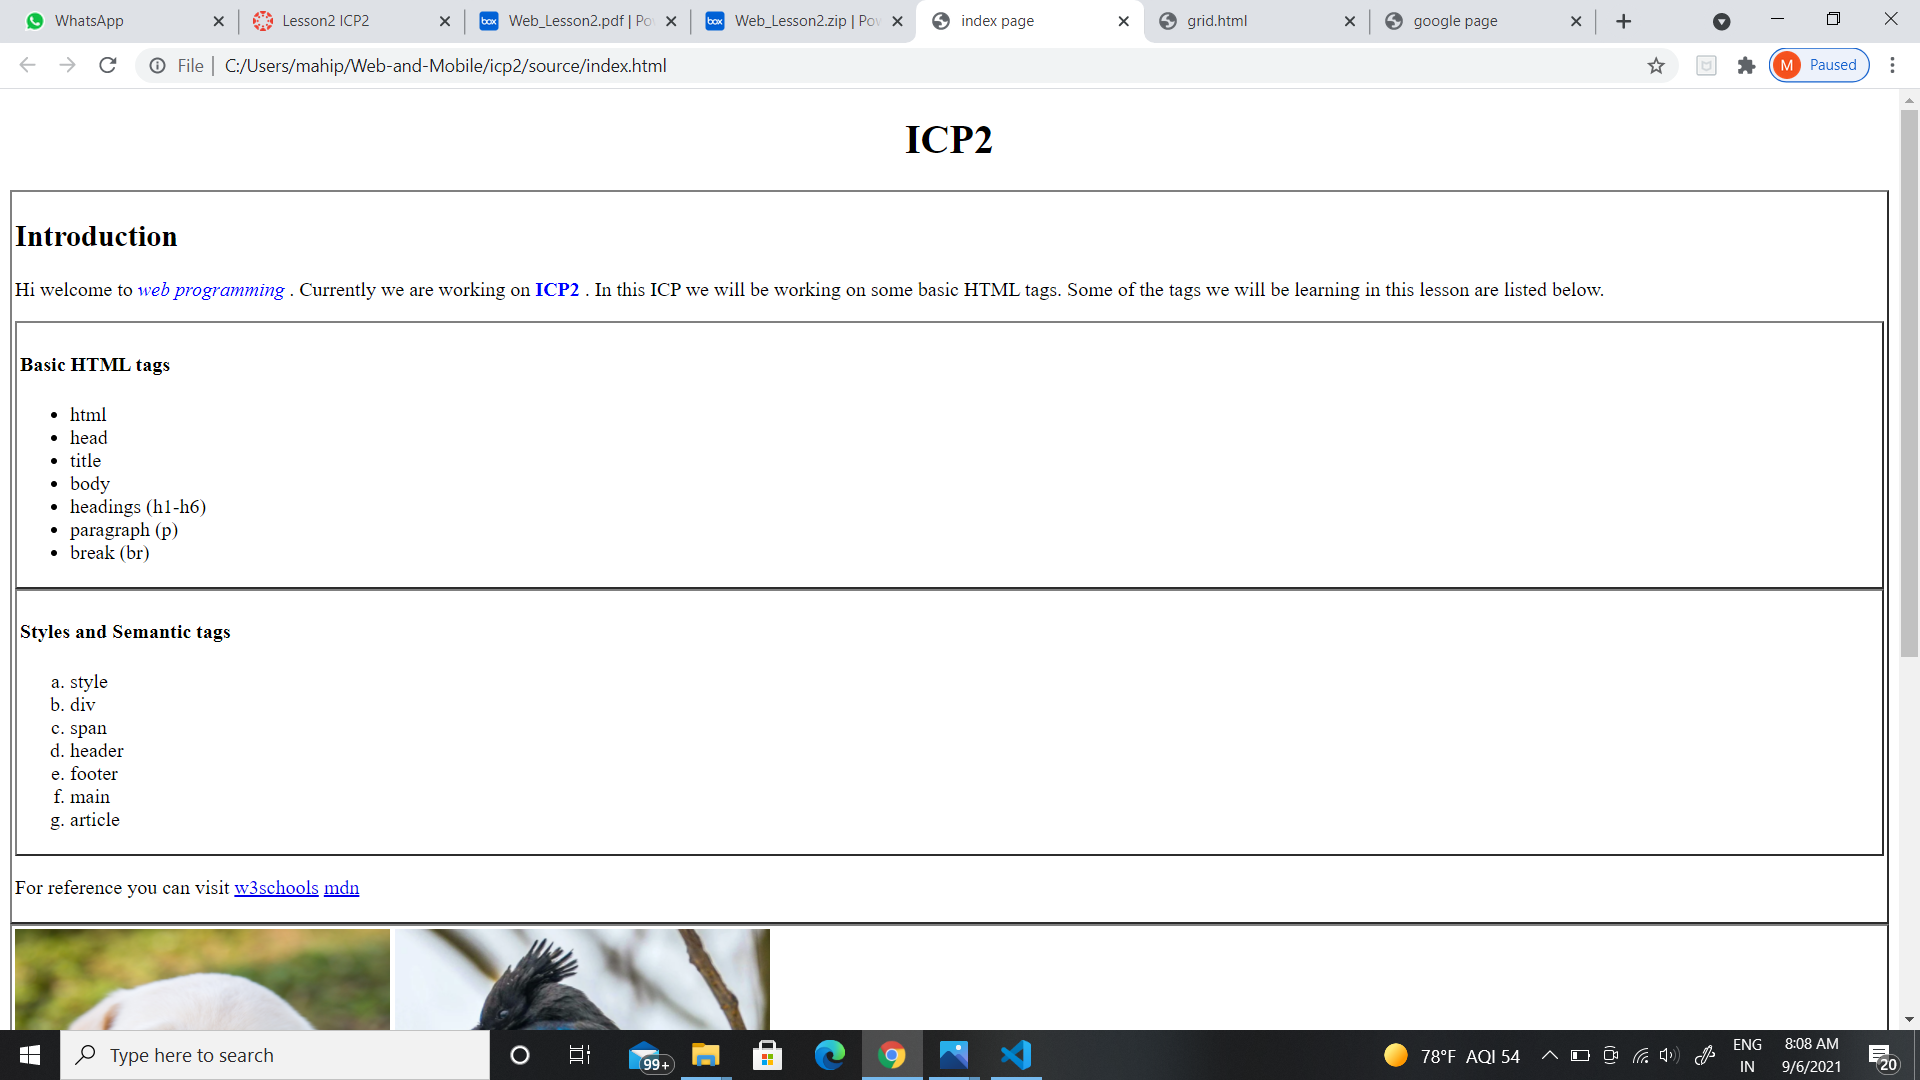 WhatsApp
Lesson2 ICP2
Web_Lesson2.pdf | Po
Web_Lesson2.zip | Pow
index page
grid.html
google page
File | C:/Users/mahip/Web-and-Mobile/icp2/source/index.html
M Paused
ICP2
Introduction
Hi welcome to web programming . Currently we are working on ICP2 . In this ICP we will be working on some basic HTML tags. Some of the tags we will be learning in this lesson are listed below.
Basic HTML tags
• html
• head
• title
• body
• headings (h1-h6)
• paragraph (p)
• break (br)
Styles and Semantic tags
a. style
b. div
c. span
d. header
e. footer
f. main
g. article
For reference you can visit w3schools mdn
Type here to search
99+
78°F AQI 54
ENG
IN
8:08 AM
9/6/2021
20